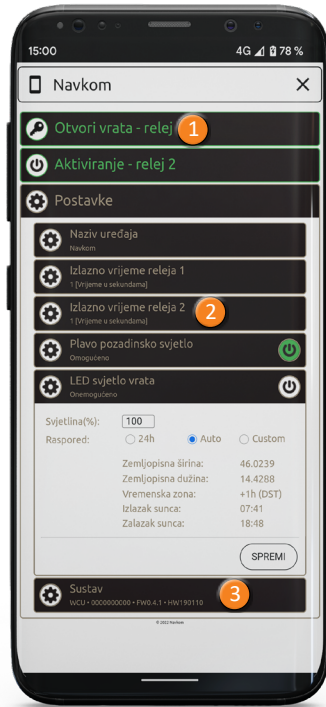 15:00 4G 78 %
Navkom
Otvori vrata - relej 1
Aktiviranje - relej 2
Postavke
Naziv uređaja
Navkom
Izlazno vrijeme releja 1
1 [Vrijeme u sekundama]
Izlazno vrijeme releja 2 2
1 [Vrijeme u sekundama]
Plavo pozadinsko svjetlo
Omogućeno
LED svjetlo vrata
Onemogućeno
Svjetlina(%): 100
Raspored: 24h Auto Custom
Zemljopisna širina: 46.0239
Zemljopisna dužina: 14.4288
Vremenska zona: +1h (DST)
Izlazak sunca: 07:41
Zalazak sunca: 18:48
SPREMI
Sustav 3
WCU • 0000000000 • FW0.4.1 • HW190110
© 2022 Navkom